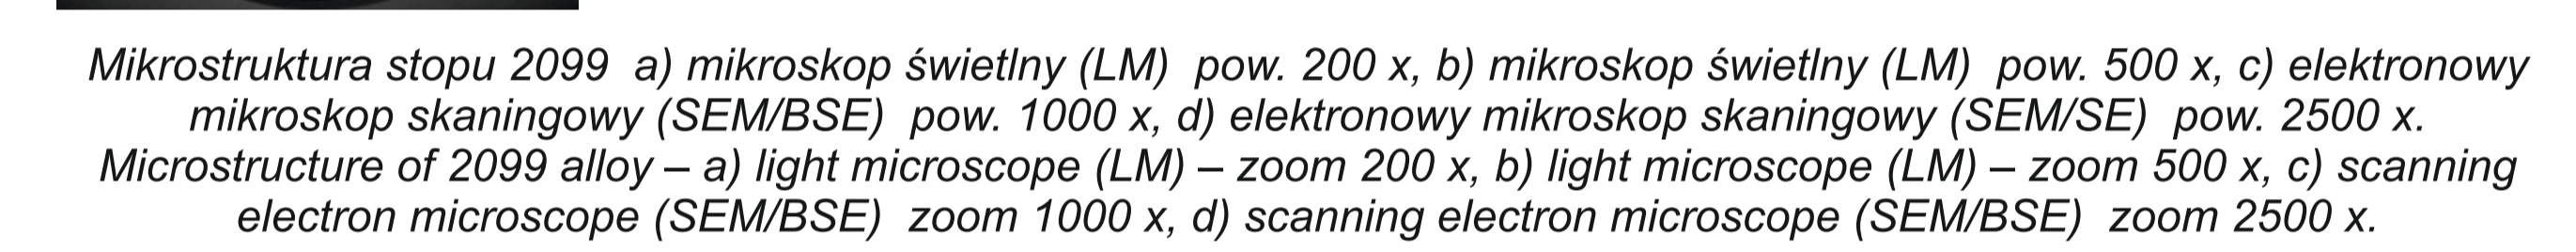 Mikrostruktura stopu 2099 a) mikroskop świetlny (LM) pow. 200 x, b) mikroskop świetlny (LM) pow. 500 x, c) elektronowy
mikroskop skaningowy (SEM/BSE) pow. 1000 x, d) elektronowy mikroskop skaningowy (SEM/SE) pow. 2500 x.
Microstructure of 2099 alloy – a) light microscope (LM) – zoom 200 x, b) light microscope (LM) – zoom 500 x, c) scanning
electron microscope (SEM/BSE) zoom 1000 x, d) scanning electron microscope (SEM/BSE) zoom 2500 x.